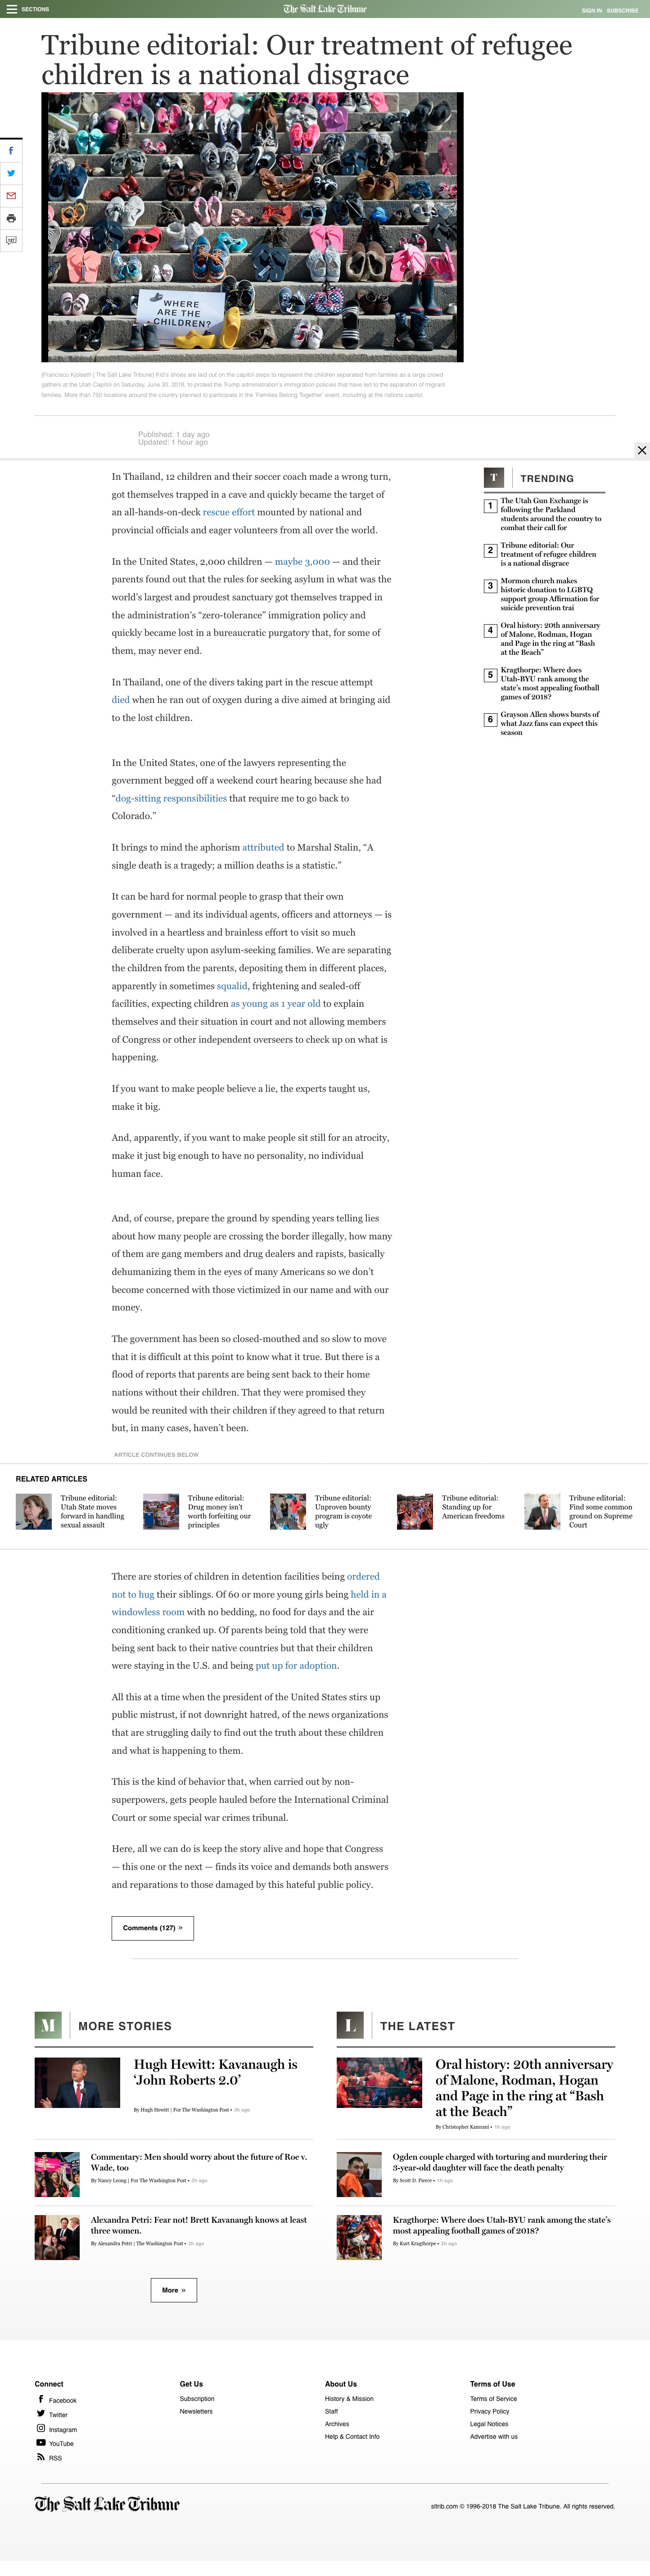 SECTIONS
The Salt Lake Tribune
SIGN IN SUBSCRIBE
Tribune editorial: Our treatment of refugee
children is a national disgrace
WHERE
ARE THE
CHILDREN?
(Francisco Kjolseth | The Salt Lake Tribune) Kid's shoes are laid out on the capitol steps to represent the children separated from families as a large crowd
gathers at the Utah Capitol on Saturday, June 30, 2018, to protest the Trump administration's immigration policies that have led to the separation of migrant
families. More than 750 locations around the country planned to participate in the 'Families Belong Together' event, including at the nations capitol.
Published: 1 day ago
Updated: 1 hour ago
In Thailand, 12 children and their soccer coach made a wrong turn,
got themselves trapped in a cave and quickly became the target of
an all-hands-on-deck rescue effort mounted by national and
provincial officials and eager volunteers from all over the world.
In the United States, 2,000 children — maybe 3,000 — and their
parents found out that the rules for seeking asylum in what was the
world's largest and proudest sanctuary got themselves trapped in
the administration's “zero-tolerance” immigration policy and
quickly became lost in a bureaucratic purgatory that, for some of
them, may never end.
In Thailand, one of the divers taking part in the rescue attempt
died when he ran out of oxygen during a dive aimed at bringing aid
to the lost children.
In the United States, one of the lawyers representing the
government begged off a weekend court hearing because she had
“dog-sitting responsibilities that require me to go back to
Colorado.”
It brings to mind the aphorism attributed to Marshal Stalin, “A
single death is a tragedy; a million deaths is a statistic.”
It can be hard for normal people to grasp that their own
government — and its individual agents, officers and attorneys — is
involved in a heartless and brainless effort to visit so much
deliberate cruelty upon asylum-seeking families. We are separating
the children from the parents, depositing them in different places,
apparently in sometimes squalid, frightening and sealed-off
facilities, expecting children as young as 1 year old to explain
themselves and their situation in court and not allowing members
of Congress or other independent overseers to check up on what is
happening.
If you want to make people believe a lie, the experts taught us,
make it big.
And, apparently, if you want to make people sit still for an atrocity,
make it just big enough to have no personality, no individual
human face.
And, of course, prepare the ground by spending years telling lies
about how many people are crossing the border illegally, how many
of them are gang members and drug dealers and rapists, basically
dehumanizing them in the eyes of many Americans so we don't
become concerned with those victimized in our name and with our
money.
The government has been so closed-mouthed and so slow to move
that it is difficult at this point to know what it true. But there is a
flood of reports that parents are being sent back to their home
nations without their children. That they were promised they
would be reunited with their children if they agreed to that return
but, in many cases, haven't been.
ARTICLE CONTINUES BELOW
T TRENDING
1 The Utah Gun Exchange is
following the Parkland
students around the country to
combat their call for
2 Tribune editorial: Our
treatment of refugee children
is a national disgrace
3 Mormon church makes
historic donation to LGBTQ
support group Affirmation for
suicide prevention trai
4 Oral history: 20th anniversary
of Malone, Rodman, Hogan
and Page in the ring at “Bash
at the Beach”
5 Kragthorpe: Where does
Utah-BYU rank among the
state's most appealing football
games of 2018?
6 Grayson Allen shows bursts of
what Jazz fans can expect this
season
RELATED ARTICLES
Tribune editorial:
Utah State moves
forward in handling
sexual assault
Tribune editorial:
Drug money isn't
worth forfeiting our
principles
Tribune editorial:
Unproven bounty
program is coyote
ugly
Tribune editorial:
Standing up for
American freedoms
Tribune editorial:
Find some common
ground on Supreme
Court
There are stories of children in detention facilities being ordered
not to hug their siblings. Of 60 or more young girls being held in a
windowless room with no bedding, no food for days and the air
conditioning cranked up. Of parents being told that they were
being sent back to their native countries but that their children
were staying in the U.S. and being put up for adoption.
All this at a time when the president of the United States stirs up
public mistrust, if not downright hatred, of the news organizations
that are struggling daily to find out the truth about these children
and what is happening to them.
This is the kind of behavior that, when carried out by non-
superpowers, gets people hauled before the International Criminal
Court or some special war crimes tribunal.
Here, all we can do is keep the story alive and hope that Congress
— this one or the next — finds its voice and demands both answers
and reparations to those damaged by this hateful public policy.
Comments (127) »
M MORE STORIES
Hugh Hewitt: Kavanaugh is
‘John Roberts 2.0’
By Hugh Hewitt | For The Washington Post • 3h ago
Commentary: Men should worry about the future of Roe v.
Wade, too
By Nancy Leong | For The Washington Post • 3h ago
Alexandra Petri: Fear not! Brett Kavanaugh knows at least
three women.
By Alexandra Petri | The Washington Post • 3h ago
More »
L THE LATEST
Oral history: 20th anniversary
of Malone, Rodman, Hogan
and Page in the ring at “Bash
at the Beach”
By Christopher Kamrani • 1h ago
Ogden couple charged with torturing and murdering their
3-year-old daughter will face the death penalty
By Scott D. Pierce • 1h ago
Kragthorpe: Where does Utah-BYU rank among the state's
most appealing football games of 2018?
By Kurt Kragthorpe • 2h ago
Connect
Facebook
Twitter
Instagram
YouTube
RSS
Get Us
Subscription
Newsletters
About Us
History & Mission
Staff
Archives
Help & Contact Info
Terms of Use
Terms of Service
Privacy Policy
Legal Notices
Advertise with us
The Salt Lake Tribune
sltrib.com © 1996-2018 The Salt Lake Tribune. All rights reserved.